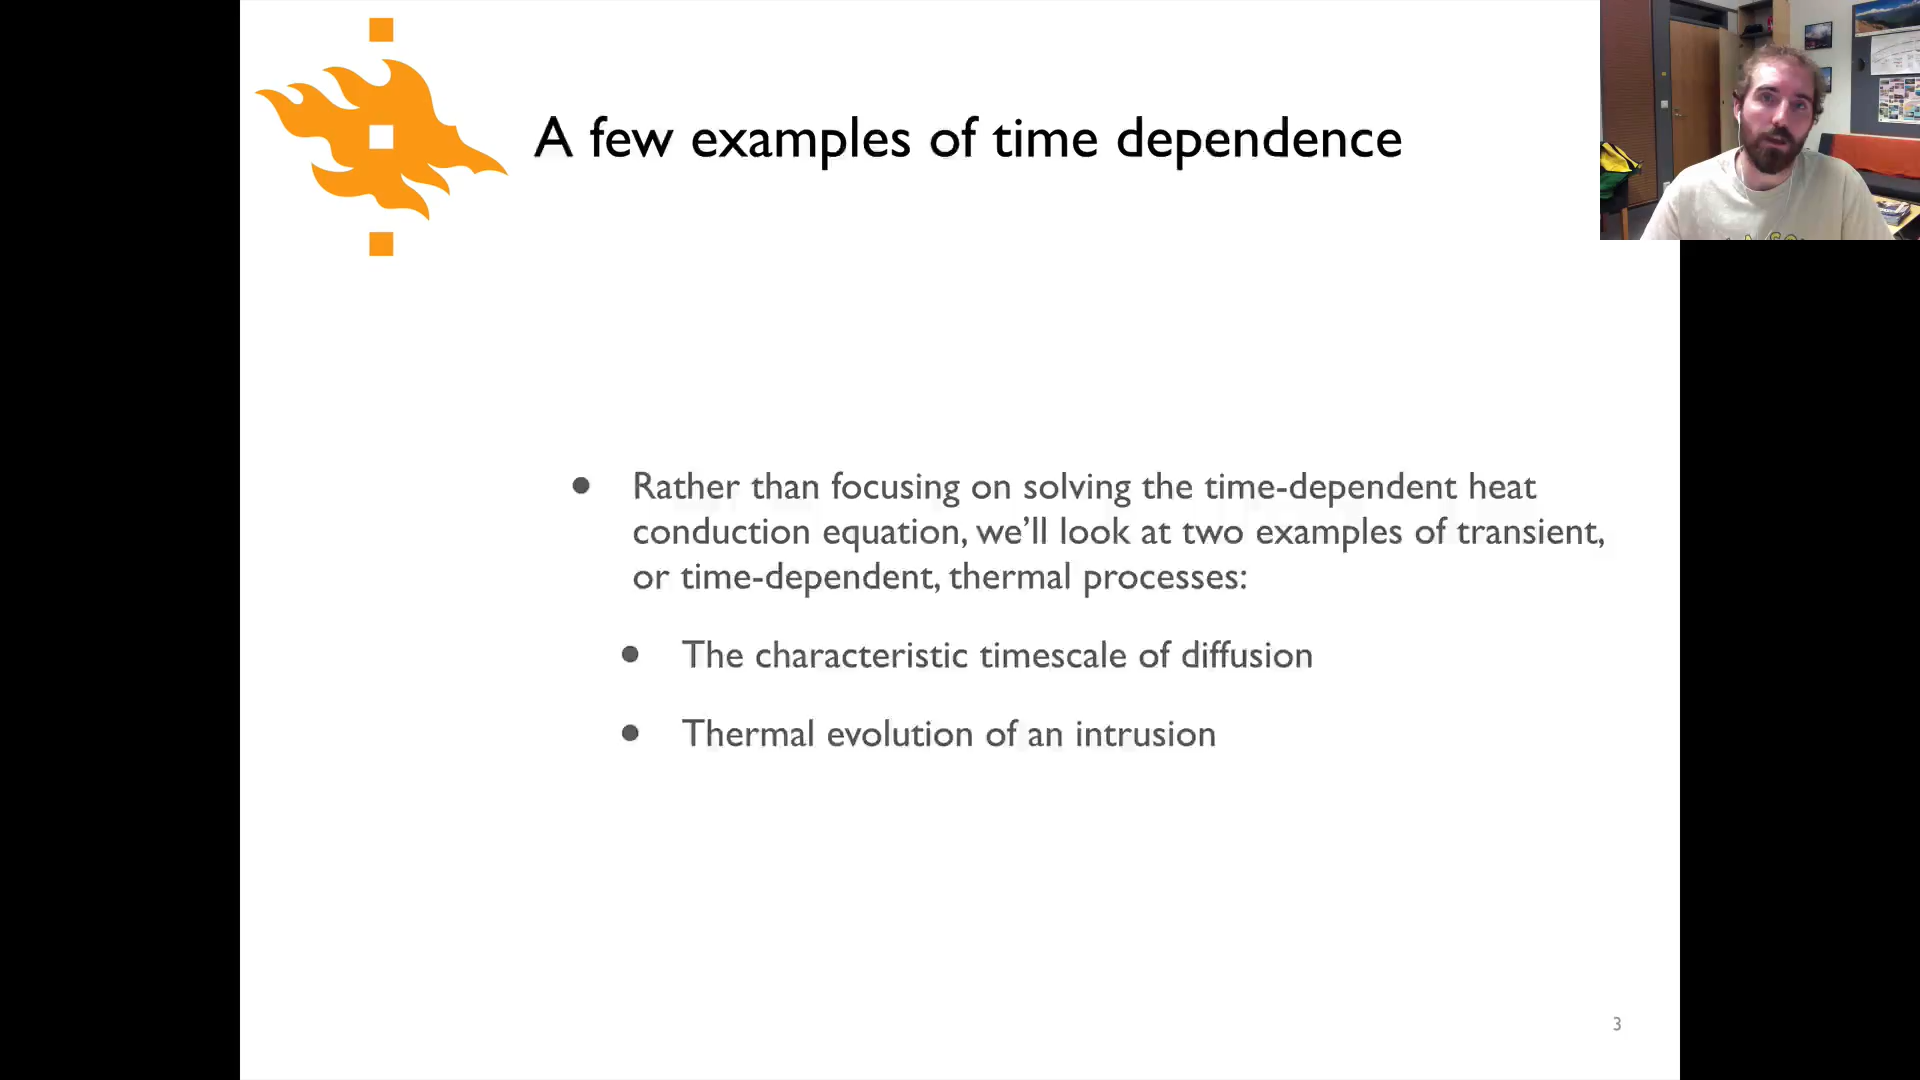 A few examples of time dependence
• Rather than focusing on solving the time-dependent heat
conduction equation, we’ll look at two examples of transient,
or time-dependent, thermal processes:
• The characteristic timescale of diffusion
• Thermal evolution of an intrusion
3